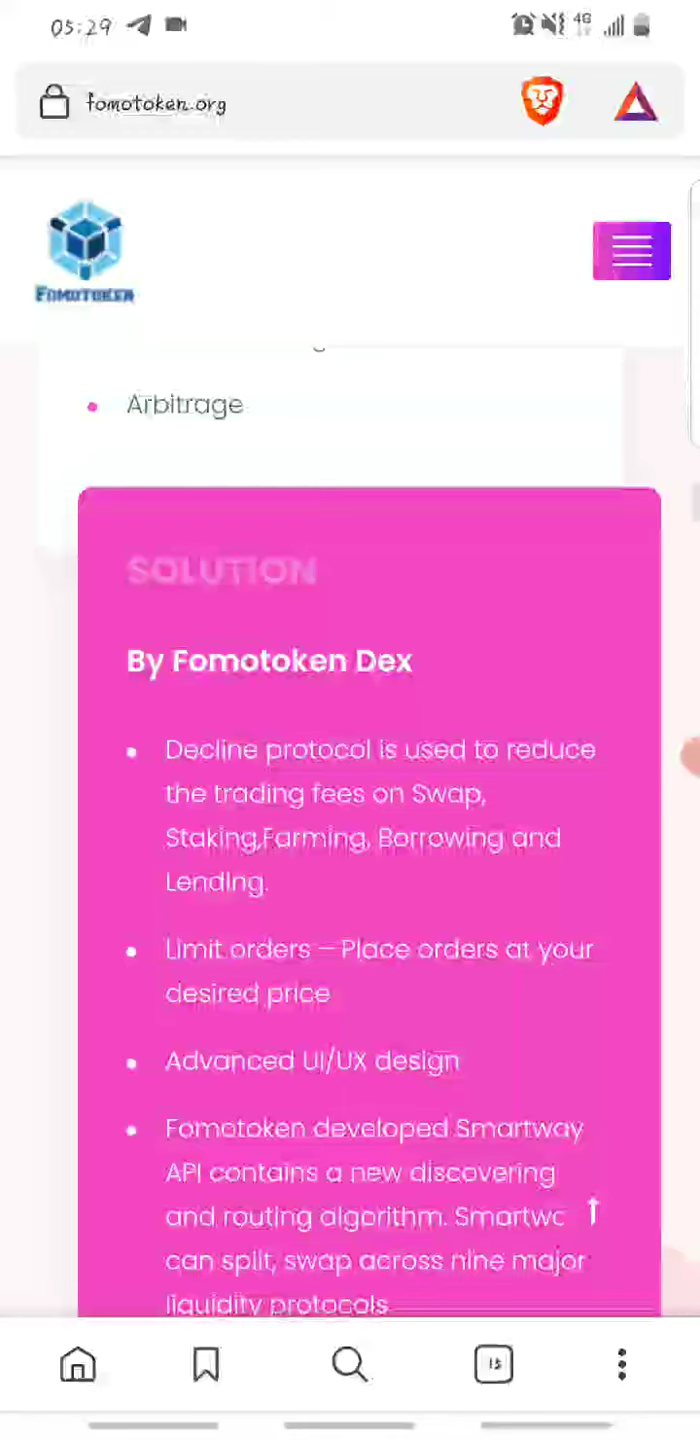 05:29
4G
fomotoken.org
FOMOTOKEN
Arbitrage
SOLUTION
By Fomotoken Dex
Decline protocol is used to reduce
the trading fees on Swap,
Staking,Farming, Borrowing and
Lending.
Limit orders – Place orders at your
desired price
Advanced UI/UX design
Fomotoken developed Smartway
API contains a new discovering
and routing algorithm.
can split, swap across nine major
liquidity protocols